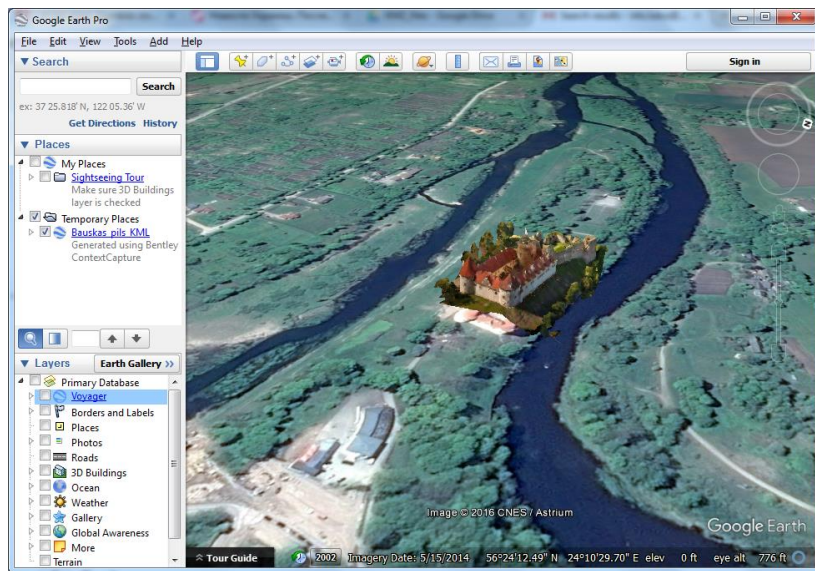 Google Earth Pro
File Edit View Tools Add Help
Search
Search
ex: 37 25.818' N, 122 05.36' W
Get Directions History
Places
My Places
Sightseeing Tour
Make sure 3D Buildings
layer is checked
Temporary Places
Bauskas_pils_KML
Generated using Bentley
ContextCapture
Layers Earth Gallery >>
Primary Database
Voyager
Borders and Labels
Places
Photos
Roads
3D Buildings
Ocean
Weather
Gallery
Global Awareness
More
Terrain
Sign in
N
Image © 2016 CNES / Astrium
Google Earth
Tour Guide 2002 Imagery Date: 5/15/2014 56°24'12.49" N 24°10'29.70" E elev 0 ft eye alt 776 ft